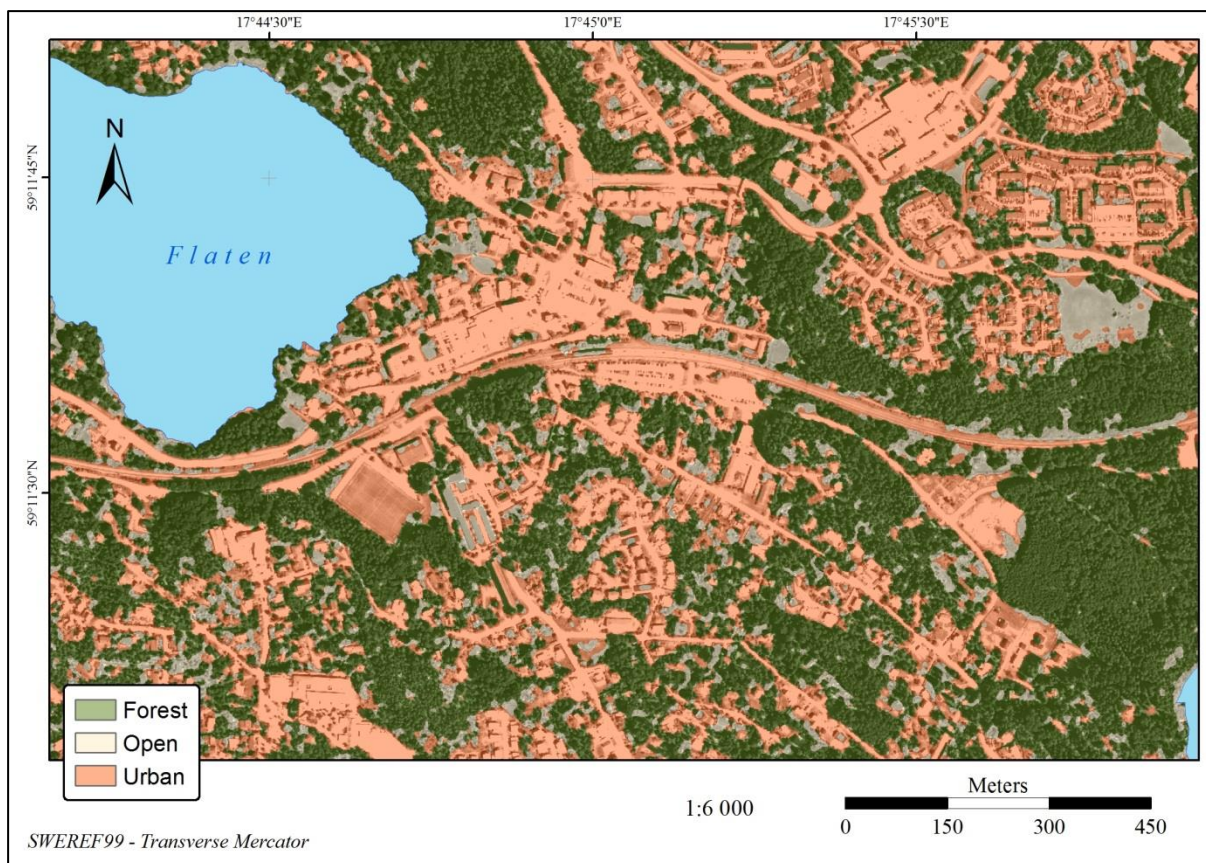 17°44'30"E
17°45'0"E
17°45'30"E
N
59°11'45"N
Flaten
59°11'30"N
Forest
Open
Urban
1:6 000
Meters
0 150 300 450
SWEREF99 - Transverse Mercator